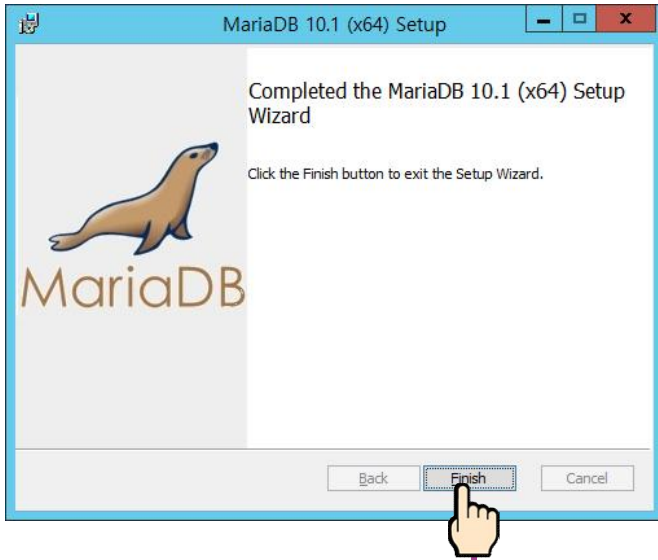 MariaDB 10.1 (x64) Setup
Completed the MariaDB 10.1 (x64) Setup
Wizard
Click the Finish button to exit the Setup Wizard.
MariaDB
Back Finish Cancel